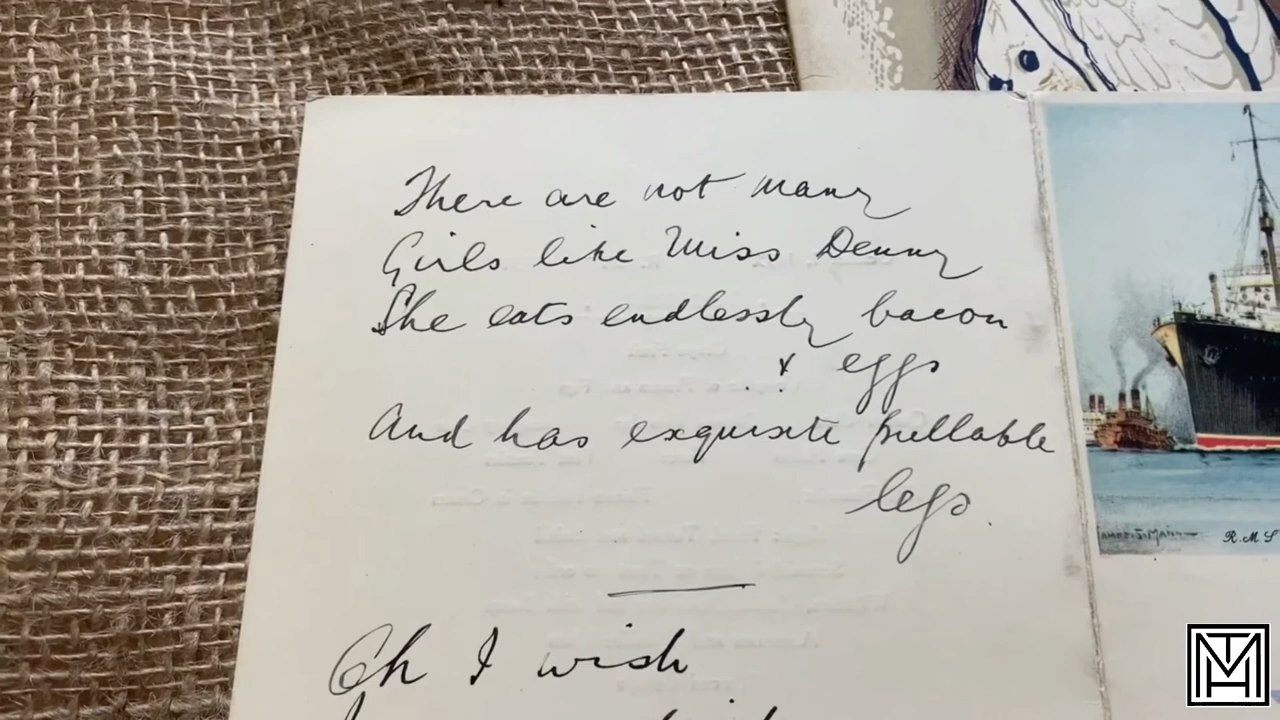 There are not many
Girls like Miss Denny
She eats endlessly bacon
& eggs
And has exquisite pullable
legs.
Oh I wish
R.M.S